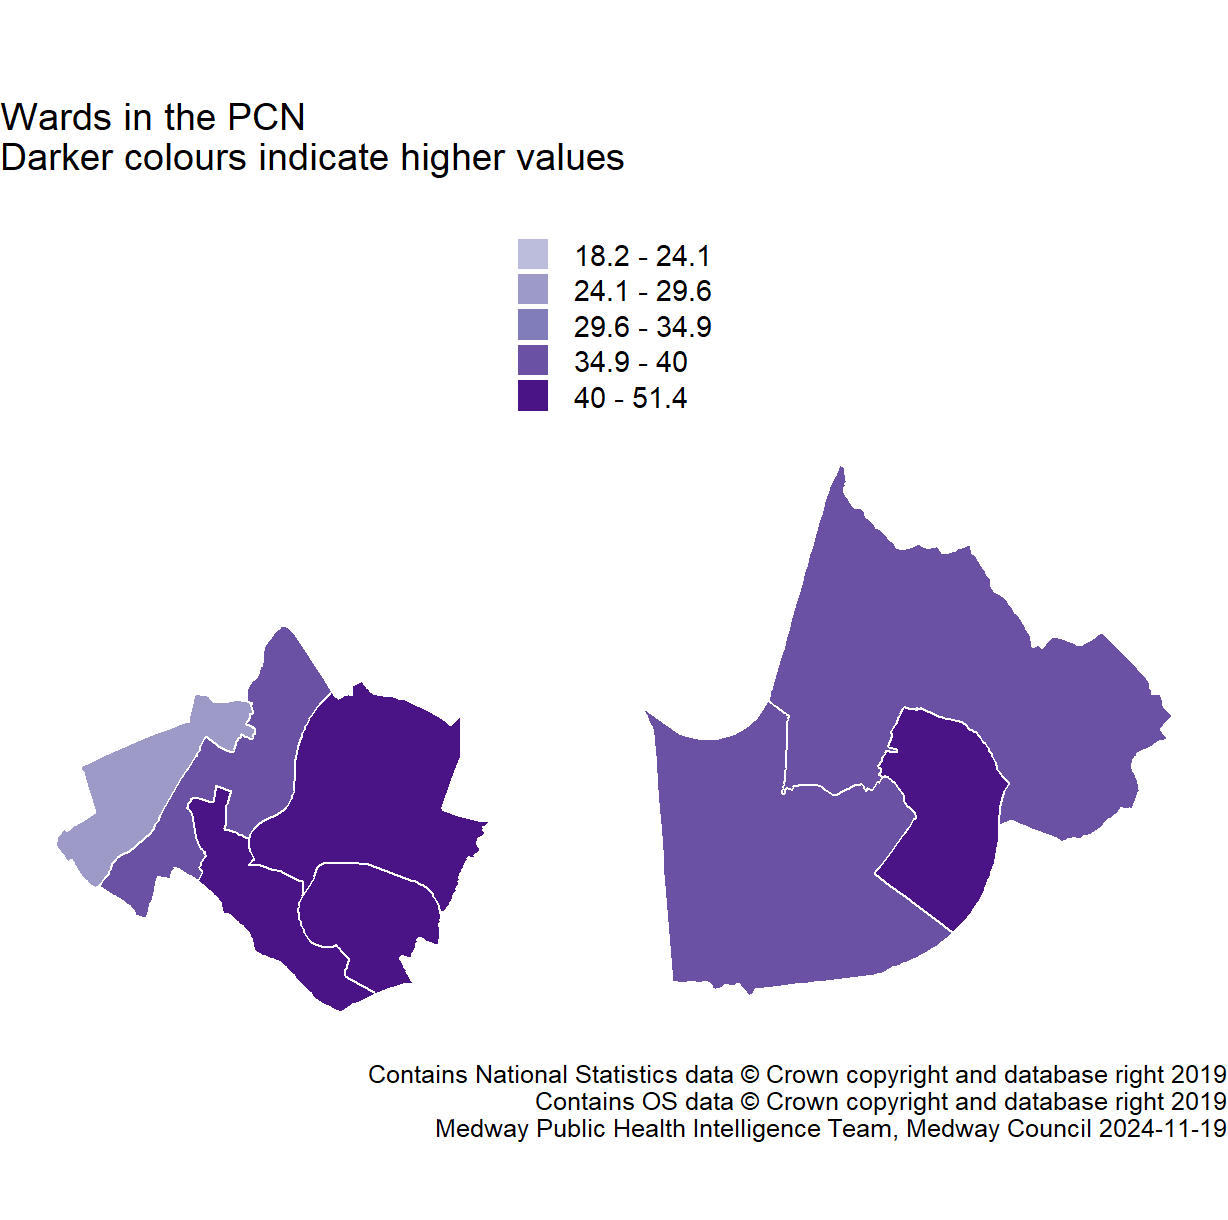 Wards in the PCN
Darker colours indicate higher values
18.2 - 24.1
24.1 - 29.6
29.6 - 34.9
34.9 - 40
40 - 51.4
Contains National Statistics data © Crown copyright and database right 2019
Contains OS data © Crown copyright and database right 2019
Medway Public Health Intelligence Team, Medway Council 2024-11-19